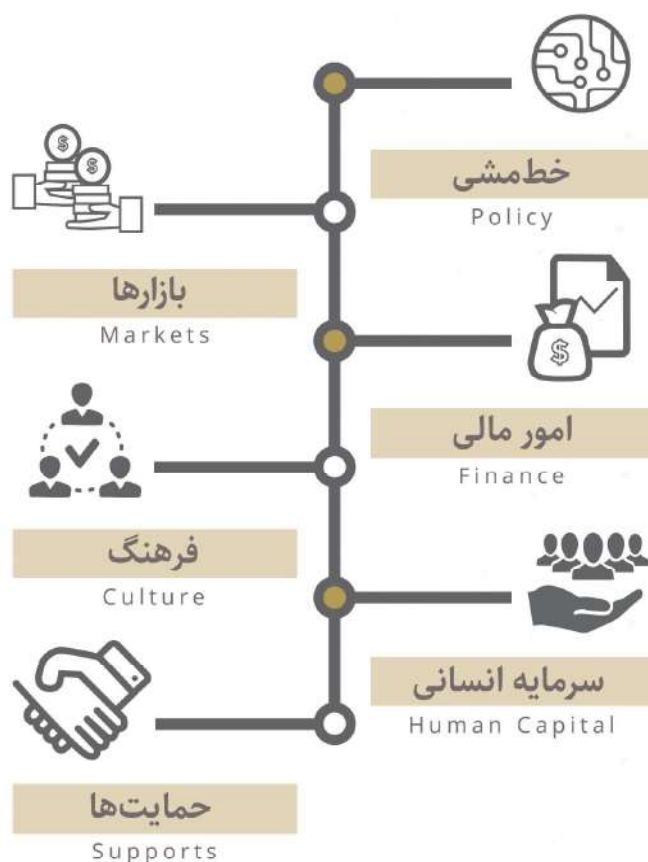 خط‌مشی
Policy
بازارها
Markets
امور مالی
Finance
فرهنگ
Culture
سرمایه انسانی
Human Capital
حمایت‌ها
Supports